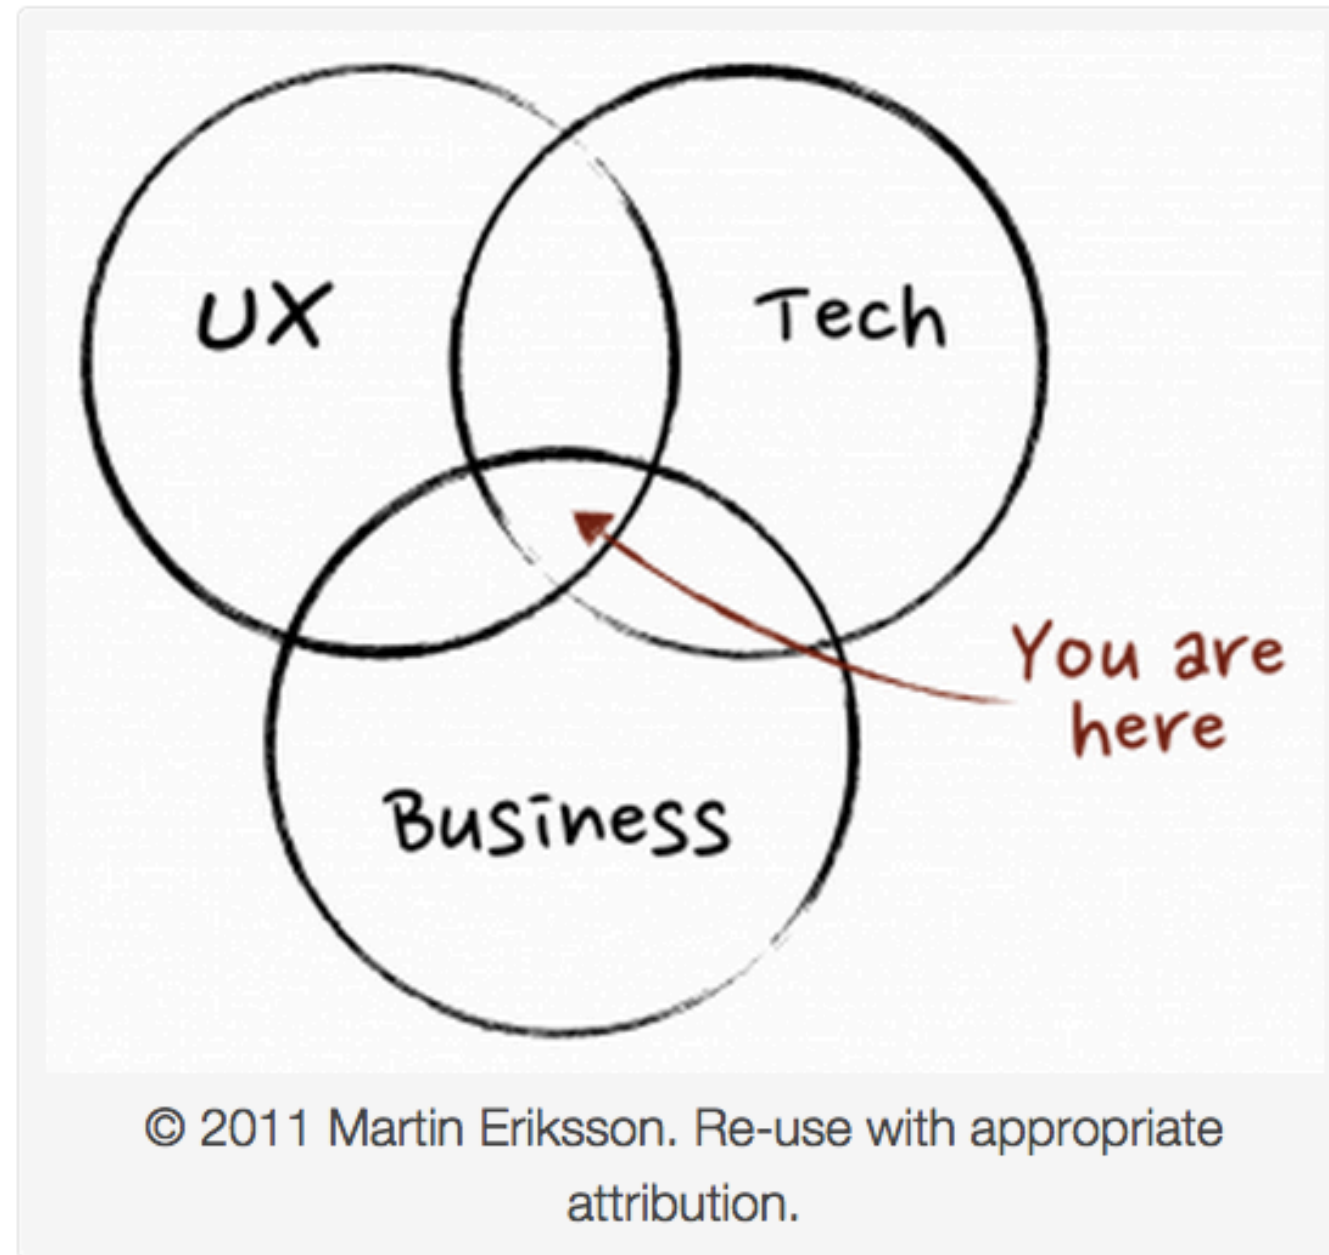 UX
Tech
You are
here
Business
© 2011 Martin Eriksson. Re-use with appropriate
attribution.